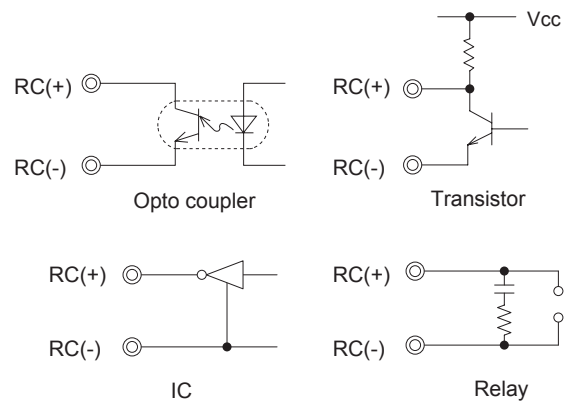 Vcc
RC(+)
RC(-)
Opto coupler
RC(+)
RC(-)
Transistor
RC(+)
RC(-)
IC
RC(+)
RC(-)
Relay